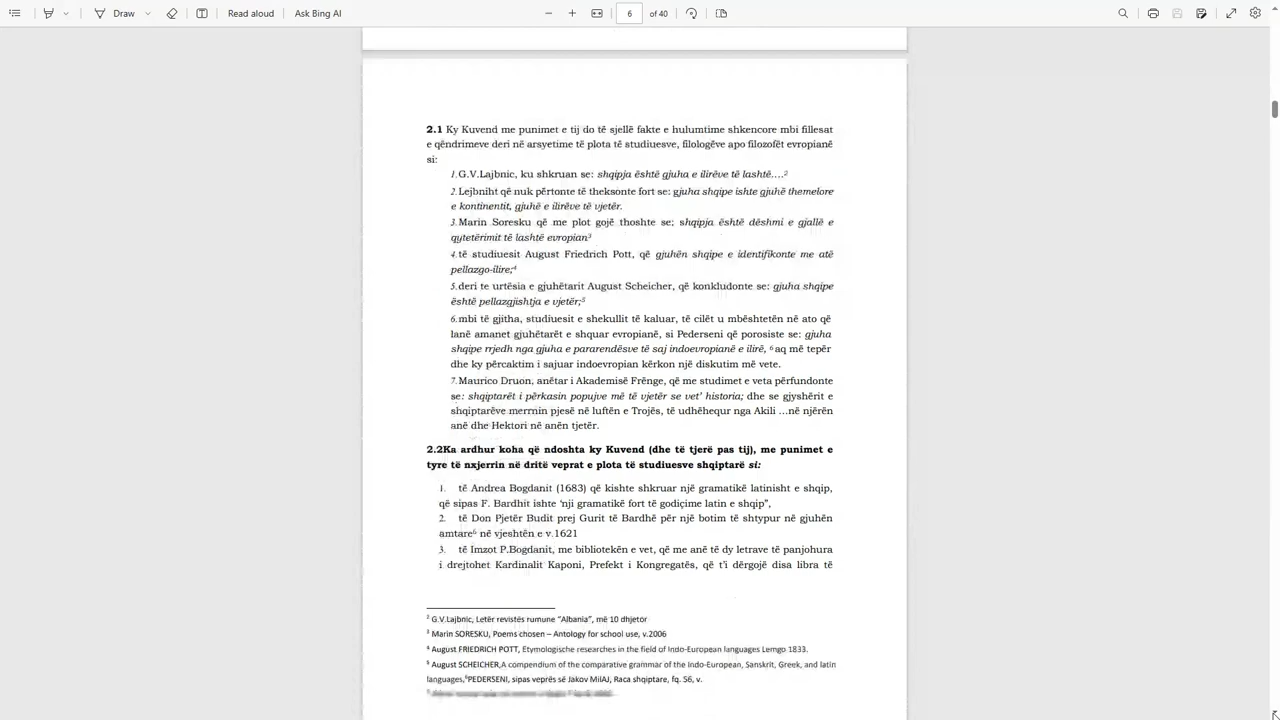 Draw
Read aloud
Ask Bing AI
6
of 40
2.1 Ky Kuvend me punimet e tij do të sjellë fakte e hulumtime shkencore mbi fillesat
e qëndrimeve deri në arsyetime të plota të studiuesve, filologëve apo filozofët evropianë
si:
1.G.V.Lajbnic, ku shkruan se: shqipja është gjuha e ilirëve të lashtë....²
2.Lejbniht që nuk përtonte të theksonte fort se: gjuha shqipe ishte gjuhë themelore
e kontinentit, gjuhë e ilirëve të vjetër.
3.Marin Soresku që me plot gojë thoshte se; shqipja është dëshmi e gjallë e
qytetërimit të lashtë evropian³
4.të studiuesit August Friedrich Pott, që gjuhën shqipe e identifikonte me atë
pellazgo-ilire;⁴
5.deri te urtësia e gjuhëtarit August Scheicher, që konkludonte se: gjuha shqipe
është pellazgjishtja e vjetër;⁵
6.mbi të gjitha, studiuesit e shekullit të kaluar, të cilët u mbështetën në ato që
lanë amanet gjuhëtarët e shquar evropianë, si Pederseni që porosiste se: gjuha
shqipe rrjedh nga gjuha e pararendësve të saj indoevropianë e ilirë, ⁶ aq më tepër
dhe ky përcaktim i sajuar indoevropian kërkon një diskutim më vete.
7.Maurico Druon, anëtar i Akademisë Frënge, që me studimet e veta përfundonte
se: shqiptarët i përkasin popujve më të vjetër se vet' historia; dhe se gjyshërit e
shqiptarëve merrnin pjesë në luftën e Trojës, të udhëhequr nga Akili ...në njërën
anë dhe Hektori në anën tjetër.
2.2Ka ardhur koha që ndoshta ky Kuvend (dhe të tjerë pas tij), me punimet e
tyre të nxjerrin në dritë veprat e plota të studiuesve shqiptarë si:
1. të Andrea Bogdanit (1683) që kishte shkruar një gramatikë latinisht e shqip,
që sipas F. Bardhit ishte 'nji gramatikë fort të godiçime latin e shqip",
2. të Don Pjetër Budit prej Gurit të Bardhë për një botim të shtypur në gjuhën
amtare⁶ në vjeshtën e v.1621
3. të Imzot P.Bogdanit, me bibliotekën e vet, që me anë të dy letrave të panjohura
i drejtohet Kardinalit Kaponi, Prefekt i Kongregatës, që t'i dërgojë disa libra të
² G.V.Lajbnic, Letër revistës rumune "Albania", më 10 dhjetor
³ Marin SORESKU, Poems chosen – Antology for school use, v.2006
⁴ August FRIEDRICH POTT, Etymologische researches in the field of Indo-European languages Lemgo 1833.
⁵ August SCHEICHER,A compendium of the comparative grammar of the Indo-European, Sanskrit, Greek, and latin
languages,⁶PEDERSENI, sipas veprës së Jakov MilAJ, Raca shqiptare, fq. 56, v.